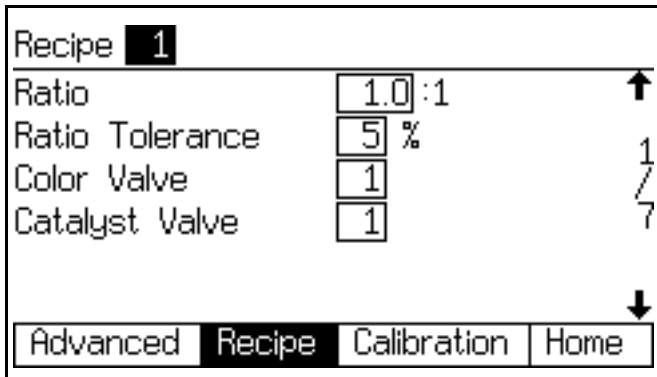 Recipe 1
Ratio 1.0 :1
Ratio Tolerance 5 %
Color Valve 1
Catalyst Valve 1
1
/
7
Advanced Recipe Calibration Home